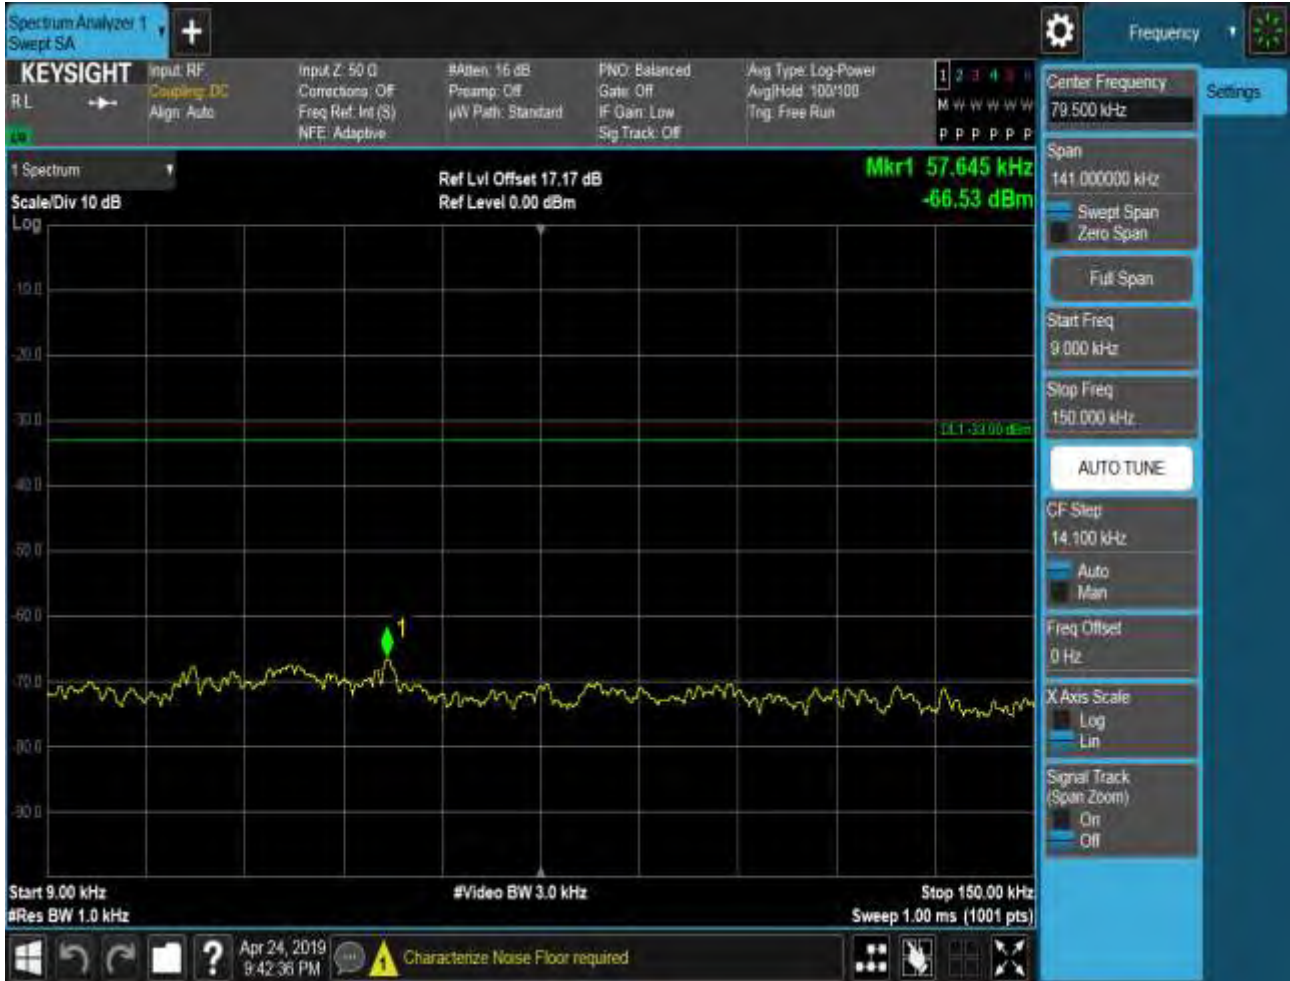 Spectrum Analyzer 1
Swept SA
Frequency
KEYSIGHT
RL
Input: RF
Coupling: DC
Align: Auto
Input Z: 50 Ω
Corrections: Off
Freq Ref: Int (S)
NFE: Adaptive
#Atten: 16 dB
Preamp: Off
µW Path: Standard
PNO: Balanced
Gate: Off
IF Gain: Low
Sig Track: Off
Avg Type: Log-Power
Avg|Hold: 100/100
Trig: Free Run
1 2 3 4 5 6
M W W W W W
P P P P P P
1 Spectrum
Scale/Div 10 dB
Log
Ref Lvl Offset 17.17 dB
Ref Level 0.00 dBm
Mkr1 57.645 kHz
-66.53 dBm
-10.0
-20.0
-30.0
DL1 -33.00 dBm
-40.0
-50.0
-60.0
1
-70.0
-80.0
-90.0
Start 9.00 kHz
#Video BW 3.0 kHz
Stop 150.00 kHz
#Res BW 1.0 kHz
Sweep 1.00 ms (1001 pts)
Center Frequency
79.500 kHz
Settings
Span
141.000000 kHz
Swept Span
Zero Span
Full Span
Start Freq
9.000 kHz
Stop Freq
150.000 kHz
AUTO TUNE
CF Step
14.100 kHz
Auto
Man
Freq Offset
0 Hz
X Axis Scale
Log
Lin
Signal Track
(Span Zoom)
On
Off
?
Apr 24, 2019
9:42:36 PM
1
Characterize Noise Floor required